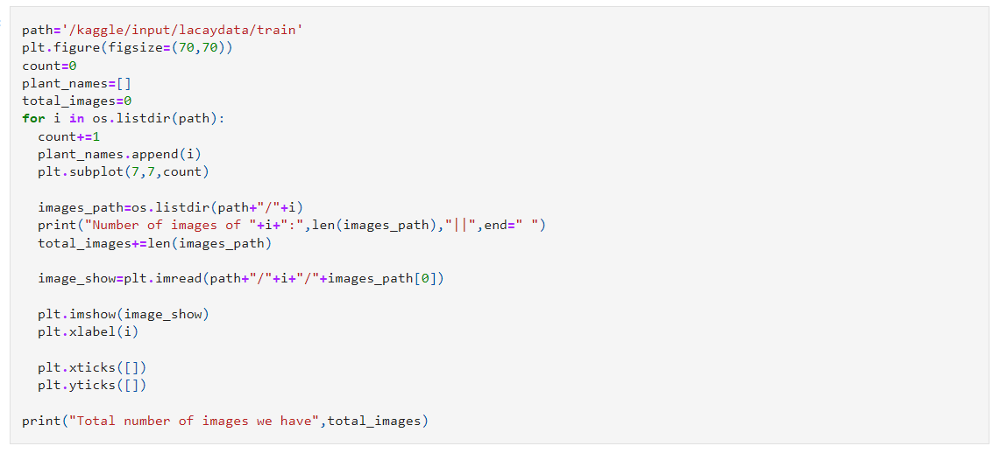 path='/kaggle/input/lacaydata/train'
plt.figure(figsize=(70,70))
count=0
plant_names=[]
total_images=0
for i in os.listdir(path):
  count+=1
  plant_names.append(i)
  plt.subplot(7,7,count)

  images_path=os.listdir(path+"/"+i)
  print("Number of images of "+i+":",len(images_path),"||",end=" ")
  total_images+=len(images_path)

  image_show=plt.imread(path+"/"+i+"/"+images_path[0])

  plt.imshow(image_show)
  plt.xlabel(i)

  plt.xticks([])
  plt.yticks([])

print("Total number of images we have",total_images)